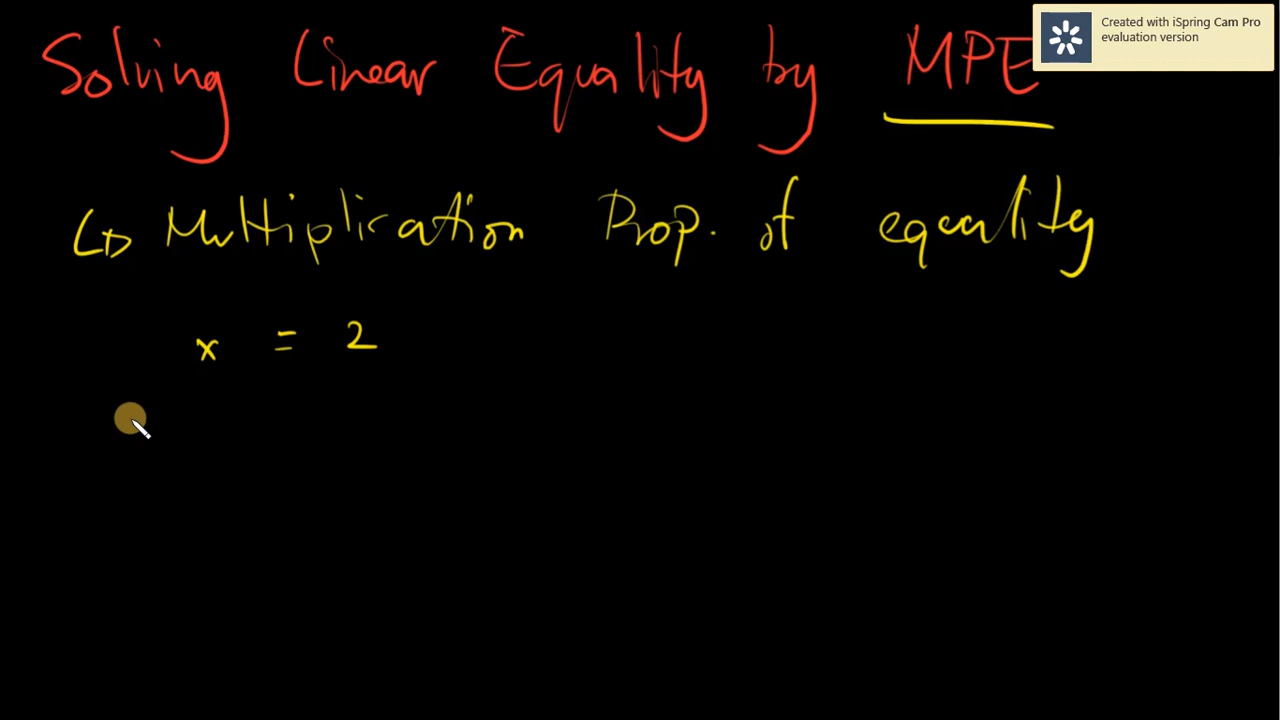 Solving Linear Equality by MPE
Created with iSpring Cam Pro
evaluation version
↳ Multiplication Prop. of equality
x = 2